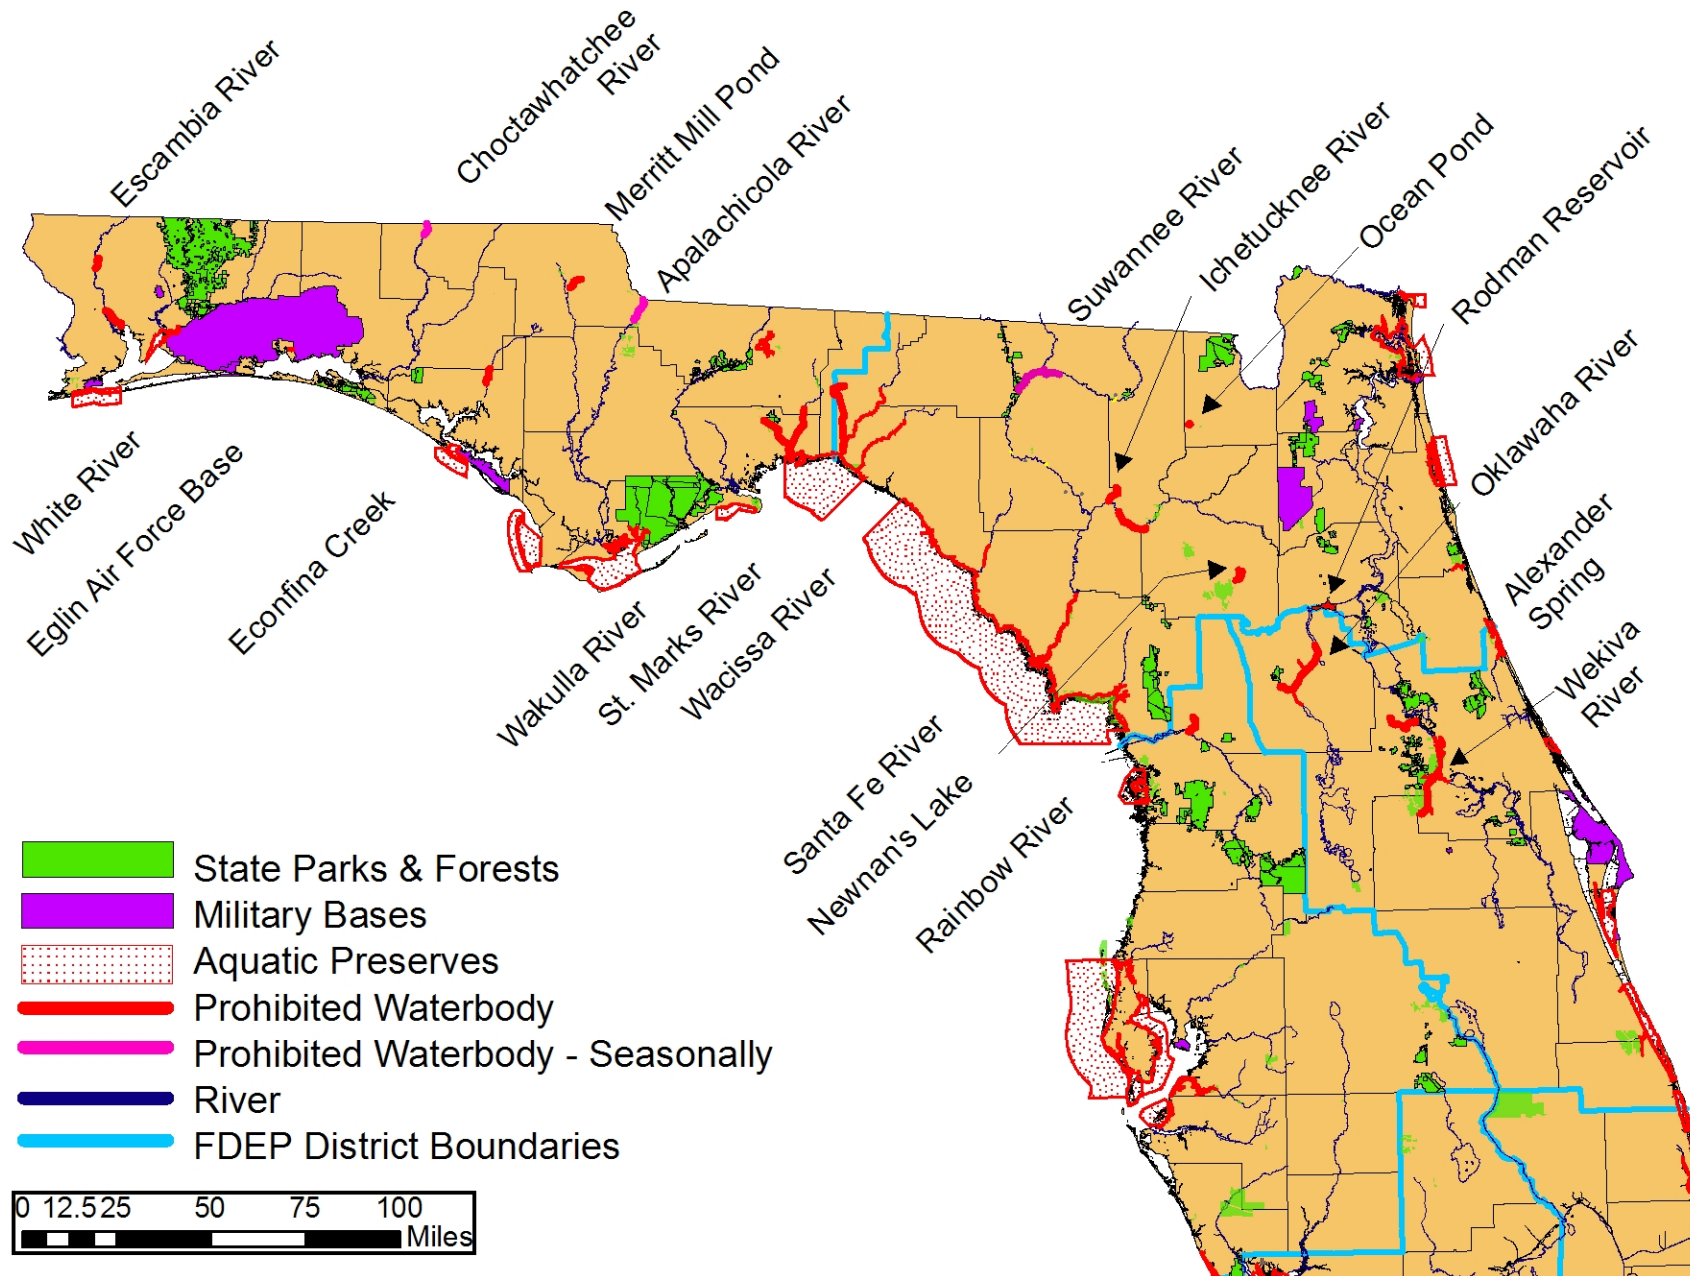 Escambia River
Choctawhatchee
River
Merritt Mill Pond
Apalachicola River
Suwannee River
Ichetucknee River
Ocean Pond
Rodman Reservoir
Oklawaha River
Alexander
Spring
Wekiva
River
White River
Eglin Air Force Base
Econfina Creek
Wakulla River
St. Marks River
Wacissa River
Santa Fe River
Newnan's Lake
Rainbow River
State Parks & Forests
Military Bases
Aquatic Preserves
Prohibited Waterbody
Prohibited Waterbody - Seasonally
River
FDEP District Boundaries
0 12.5 25 50 75 100
Miles